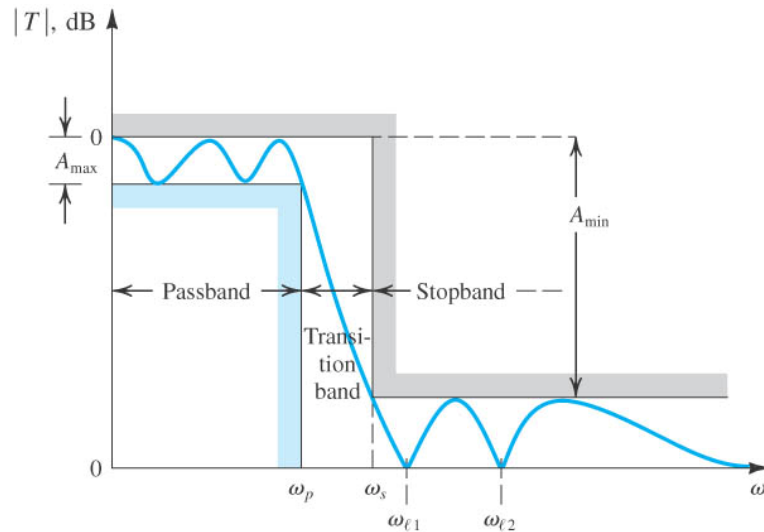 |T|, dB
0
A_max
A_min
Passband
Stopband
Transi-
tion
band
0
ω_p
ω_s
ω
ω_ℓ1
ω_ℓ2